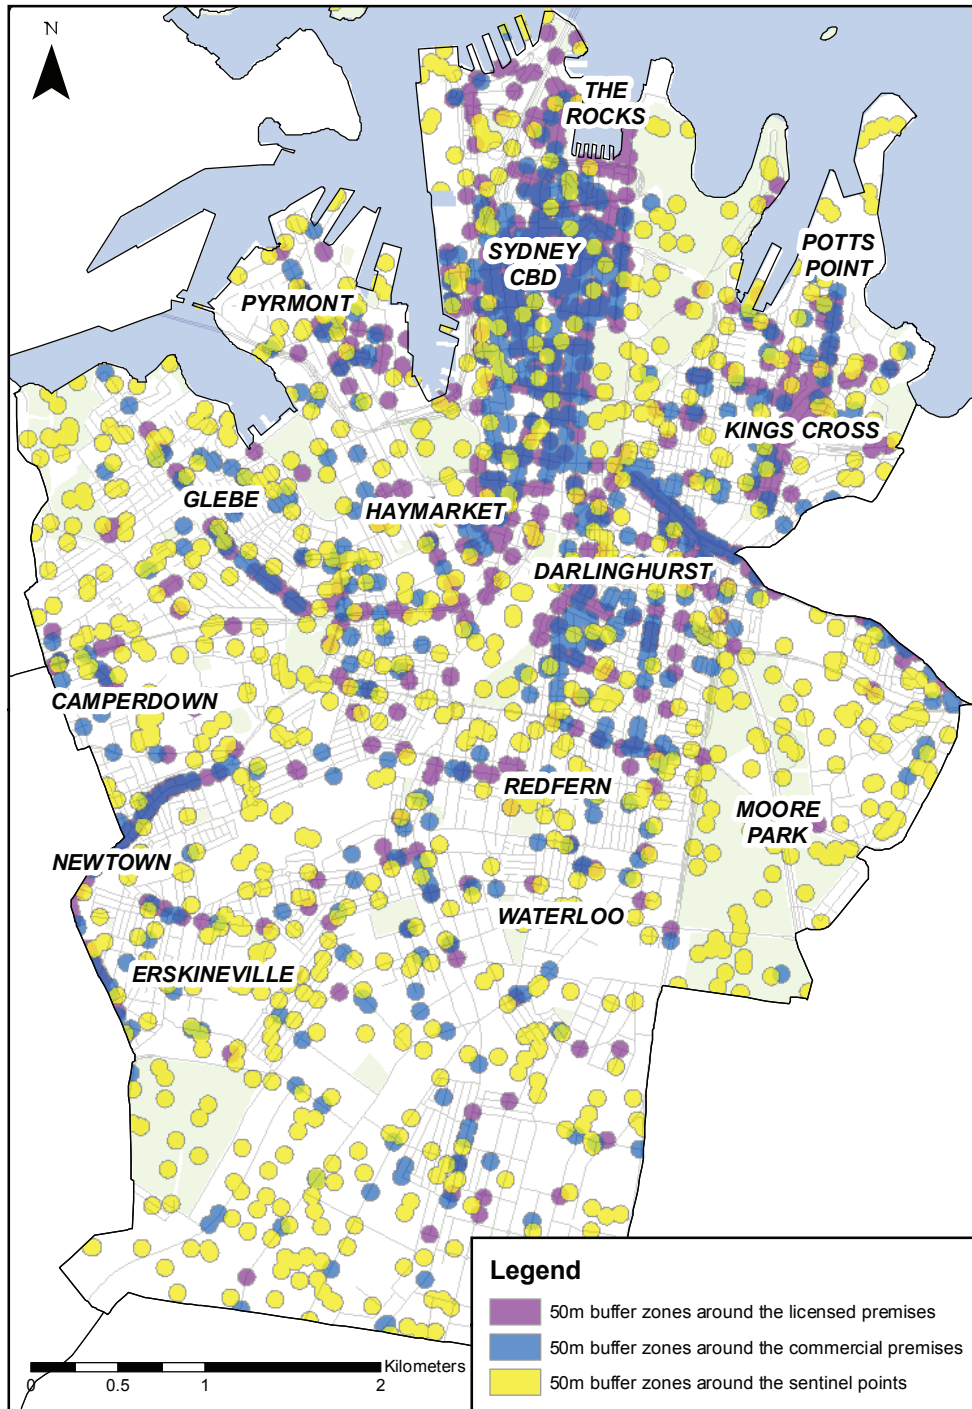 N
THE
ROCKS
POTTS
POINT
SYDNEY
CBD
PYRMONT
KINGS CROSS
GLEBE
HAYMARKET
DARLINGHURST
CAMPERDOWN
REDFERN
MOORE
PARK
NEWTOWN
WATERLOO
ERSKINEVILLE
Legend
50m buffer zones around the licensed premises
50m buffer zones around the commercial premises
50m buffer zones around the sentinel points
Kilometers
0 0.5 1 2